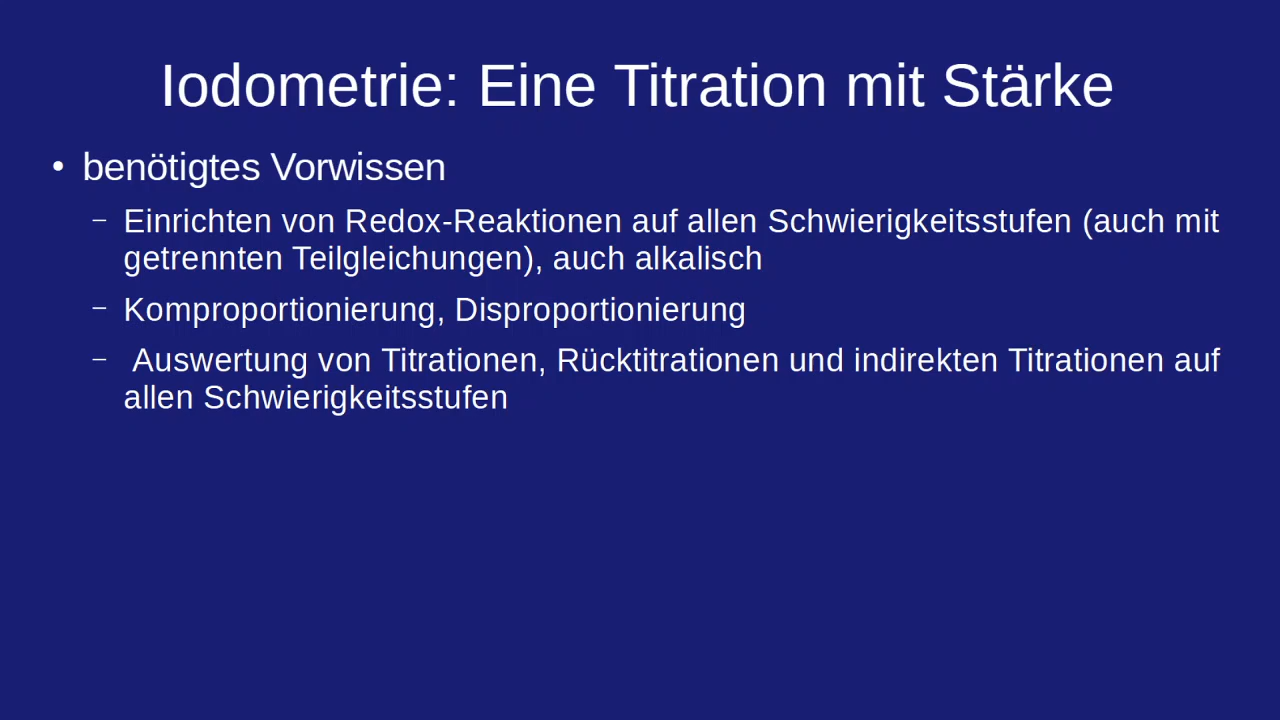 Iodometrie: Eine Titration mit Stärke
• benötigtes Vorwissen
– Einrichten von Redox-Reaktionen auf allen Schwierigkeitsstufen (auch mit
getrennten Teilgleichungen), auch alkalisch
– Komproportionierung, Disproportionierung
– Auswertung von Titrationen, Rücktitrationen und indirekten Titrationen auf
allen Schwierigkeitsstufen